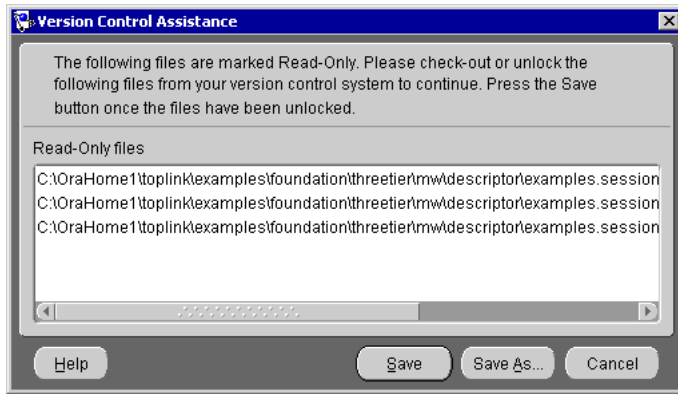 Version Control Assistance
The following files are marked Read-Only. Please check-out or unlock the
following files from your version control system to continue. Press the Save
button once the files have been unlocked.
Read-Only files
C:\OraHome1\toplink\examples\foundation\threetier\mw\descriptor\examples.session
C:\OraHome1\toplink\examples\foundation\threetier\mw\descriptor\examples.session
C:\OraHome1\toplink\examples\foundation\threetier\mw\descriptor\examples.session
Help Save Save As... Cancel